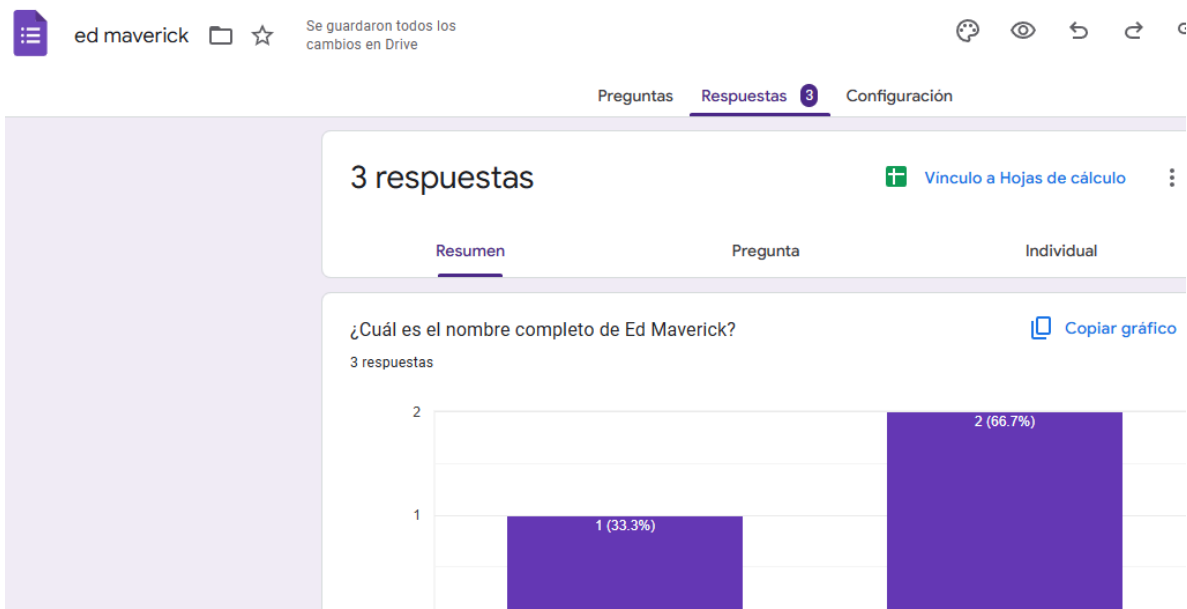 ed maverick
Se guardaron todos los
cambios en Drive
Preguntas Respuestas 3 Configuración
3 respuestas
Vínculo a Hojas de cálculo
Resumen Pregunta Individual
¿Cuál es el nombre completo de Ed Maverick?
Copiar gráfico
3 respuestas
2
2 (66.7%)
1
1 (33.3%)